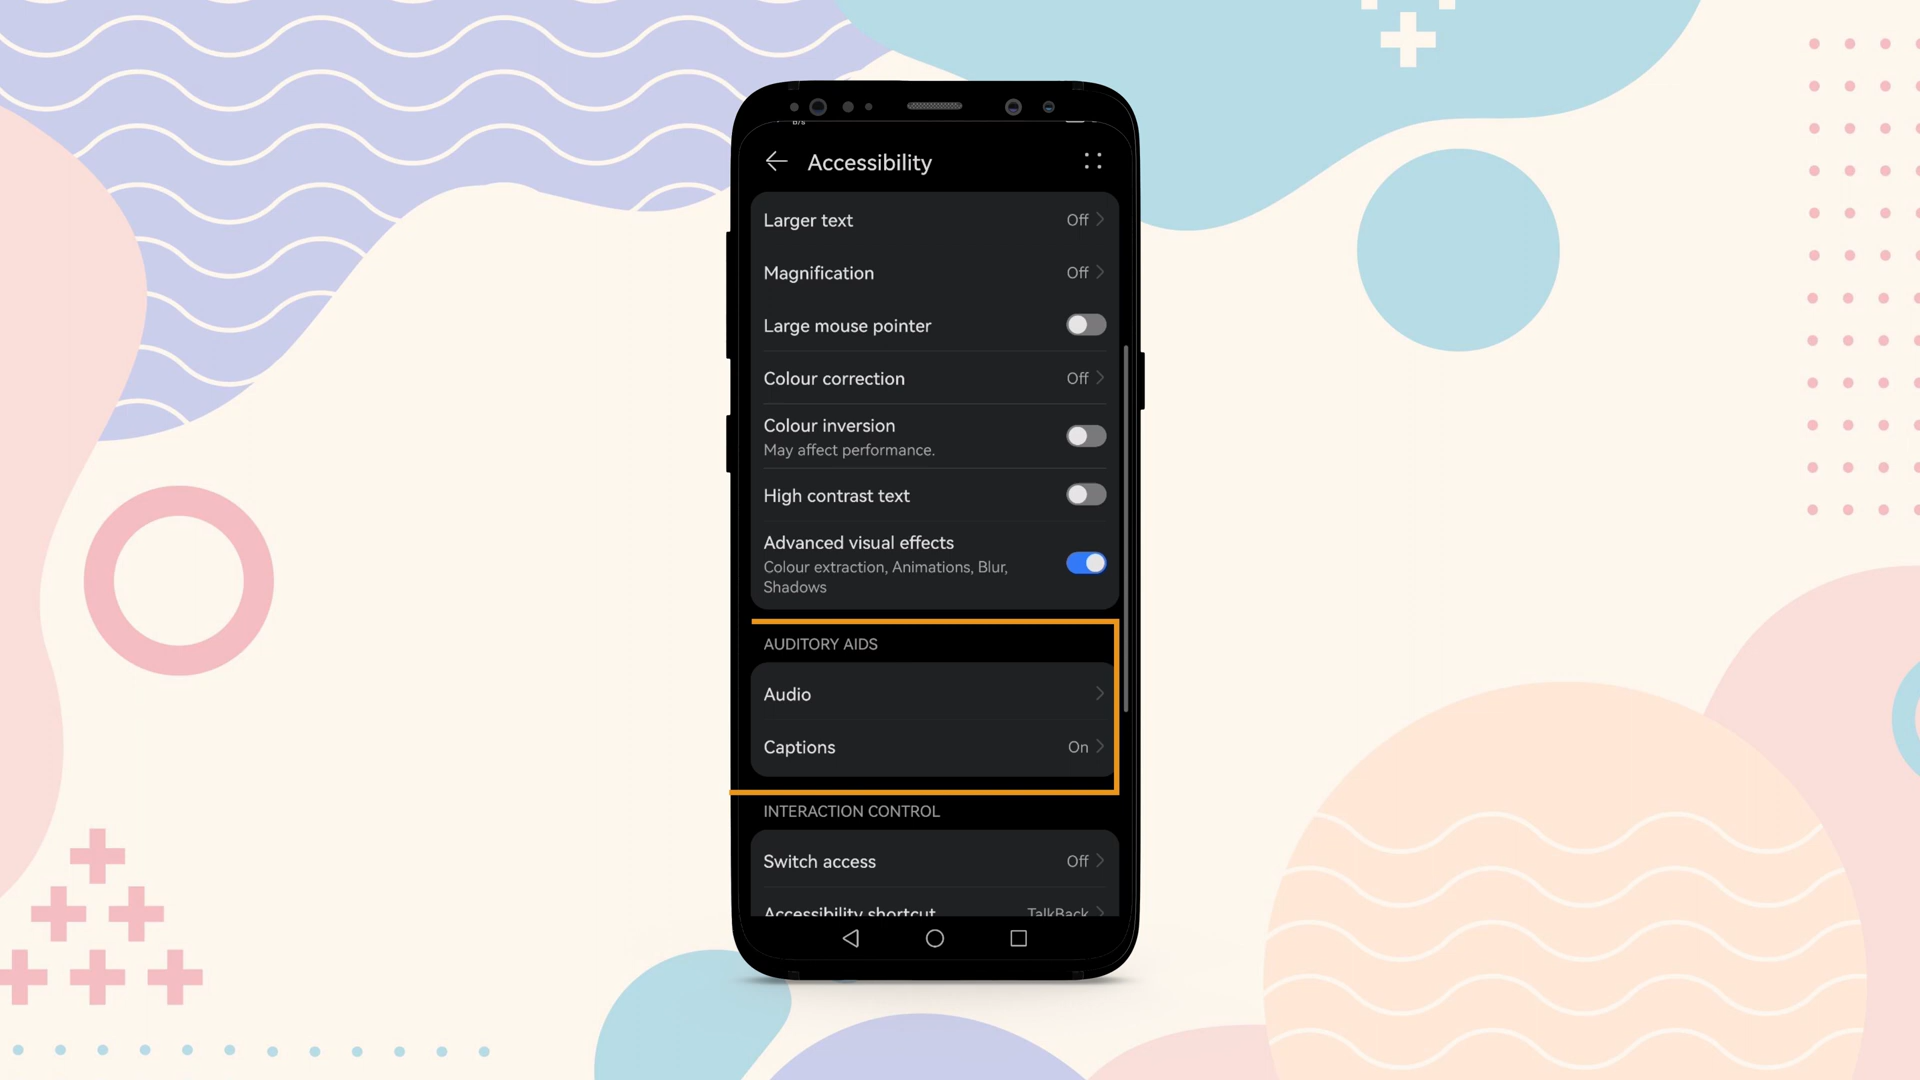 Accessibility
Larger text Off
Magnification Off
Large mouse pointer
Colour correction Off
Colour inversion
May affect performance.
High contrast text
Advanced visual effects
Colour extraction, Animations, Blur,
Shadows
AUDITORY AIDS
Audio
Captions On
INTERACTION CONTROL
Switch access Off
Accessibility shortcut TalkBack